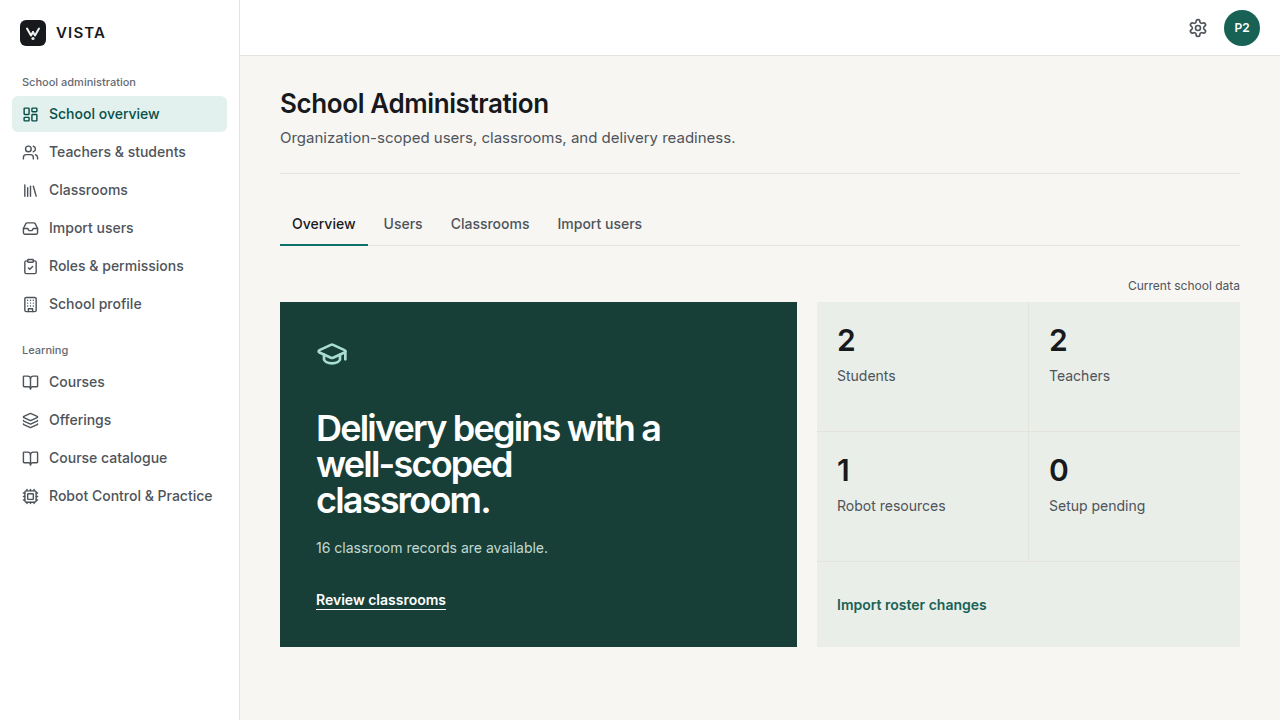 VISTA
School administration
School overview
Teachers & students
Classrooms
Import users
Roles & permissions
School profile
Learning
Courses
Offerings
Course catalogue
Robot Control & Practice
P2
School Administration
Organization-scoped users, classrooms, and delivery readiness.
Overview
Users
Classrooms
Import users
Current school data
Delivery begins with a
well-scoped
classroom.
16 classroom records are available.
Review classrooms
2
Students
2
Teachers
1
Robot resources
0
Setup pending
Import roster changes